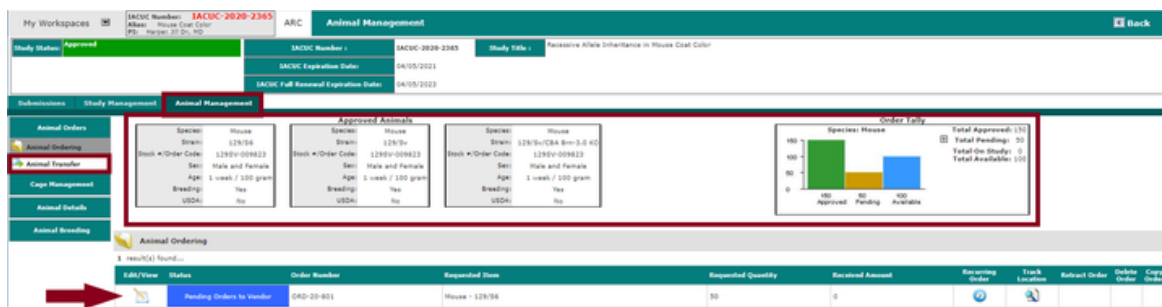 My Workspaces
IACUC Number: IACUC-2020-2365
Alias: Mouse Coat Color
PI: Harper Jill Dr, MD
ARC
Animal Management
Back
Study Status: Approved
IACUC Number : IACUC-2020-2365
Study Title : Recessive Allele Inheritance in Mouse Coat Color
IACUC Expiration Date: 04/05/2021
IACUC Full Renewal Expiration Date: 04/05/2023
Submissions Study Management Animal Management
Animal Orders
Animal Ordering
Animal Transfer
Cage Management
Animal Details
Animal Breeding
Approved Animals
Species: Mouse
Strain: 129/S6
Stock #/Order Code: 129SV-009823
Sex: Male and Female
Age: 1 week / 100 gram
Breeding: Yes
USDA: No
Species: Mouse
Strain: 129/Sv
Stock #/Order Code: 129SV-009823
Sex: Male and Female
Age: 1 week / 100 gram
Breeding: Yes
USDA: No
Species: Mouse
Strain: 129/Sv/CBA Brn-3.0 KO
Stock #/Order Code: 129SV-009823
Sex: Male and Female
Age: 1 week / 100 gram
Breeding: Yes
USDA: No
Order Tally
Species: Mouse
150
100
50
0
150 50 100
Approved Pending Available
Total Approved: 150
Total Pending: 50
Total On Study: 0
Total Available: 100
Animal Ordering
1 result(s) found...
Edit/View Status Order Number Requested Item Requested Quantity Received Amount Recurring Order Track Location Retract Order Delete Order Copy Order
Pending Orders to Vendor ORD-20-801 Mouse - 129/S6 50 0